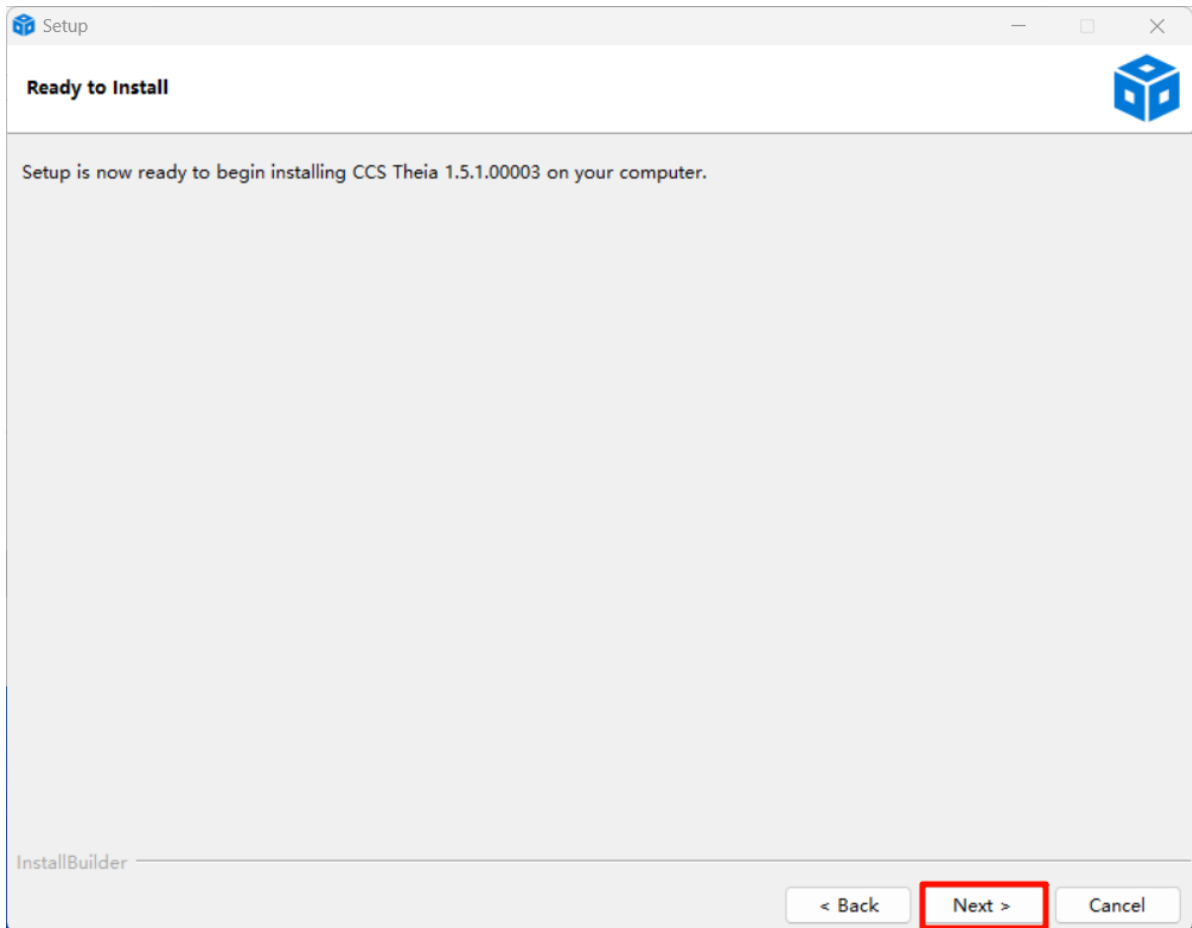 Setup
Ready to Install
Setup is now ready to begin installing CCS Theia 1.5.1.00003 on your computer.
InstallBuilder
< Back Next > Cancel